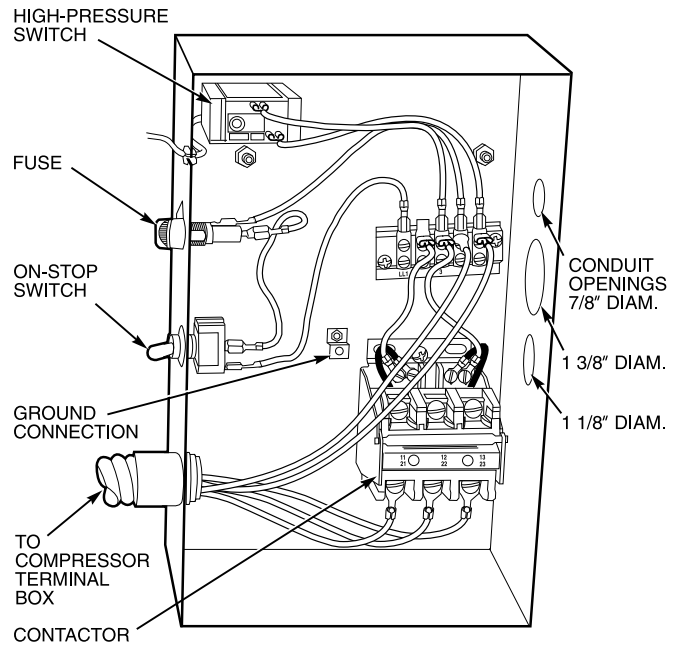 HIGH-PRESSURE
SWITCH
FUSE
ON-STOP
SWITCH
GROUND
CONNECTION
TO
COMPRESSOR
TERMINAL
BOX
CONTACTOR
CONDUIT
OPENINGS
7/8″ DIAM.
1 3/8″ DIAM.
1 1/8″ DIAM.
11 12 13
21 22 23